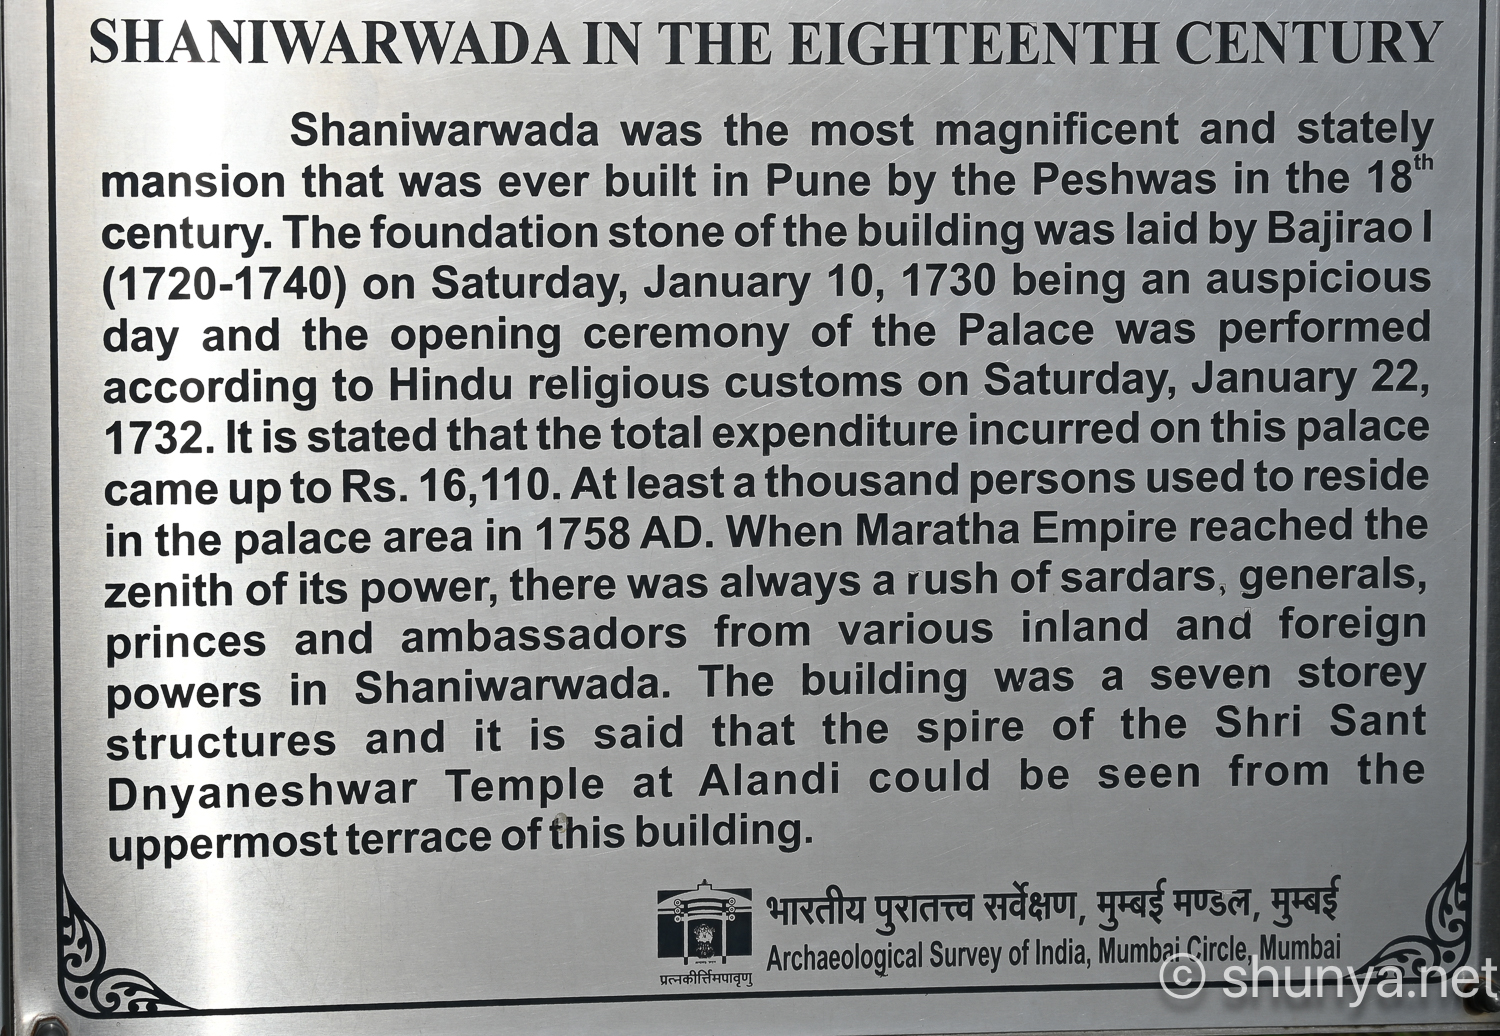 SHANIWARWADA IN THE EIGHTEENTH CENTURY
Shaniwarwada was the most magnificent and stately
mansion that was ever built in Pune by the Peshwas in the 18th
century. The foundation stone of the building was laid by Bajirao I
(1720-1740) on Saturday, January 10, 1730 being an auspicious
day and the opening ceremony of the Palace was performed
according to Hindu religious customs on Saturday, January 22,
1732. It is stated that the total expenditure incurred on this palace
came up to Rs. 16,110. At least a thousand persons used to reside
in the palace area in 1758 AD. When Maratha Empire reached the
zenith of its power, there was always a rush of sardars, generals,
princes and ambassadors from various inland and foreign
powers in Shaniwarwada. The building was a seven storey
structures and it is said that the spire of the Shri Sant
Dnyaneshwar Temple at Alandi could be seen from the
uppermost terrace of this building.
भारतीय पुरातत्त्व सर्वेक्षण, मुम्बई मण्डल, मुम्बई
Archaeological Survey of India, Mumbai Circle, Mumbai
प्रत्नकीर्त्तिमपावृणु
© shunya.net